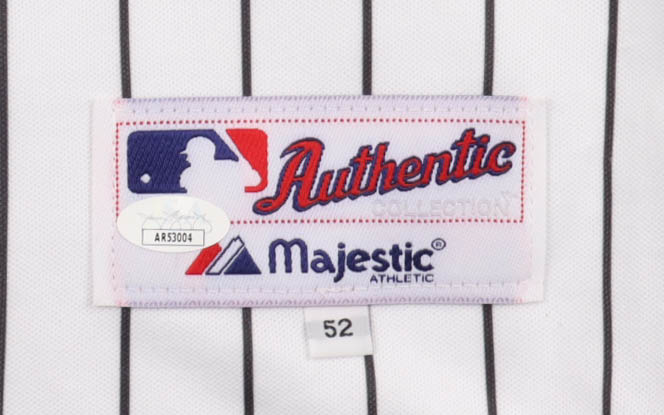 Authentic
COLLECTION
AR53004
Majestic®
ATHLETIC
52